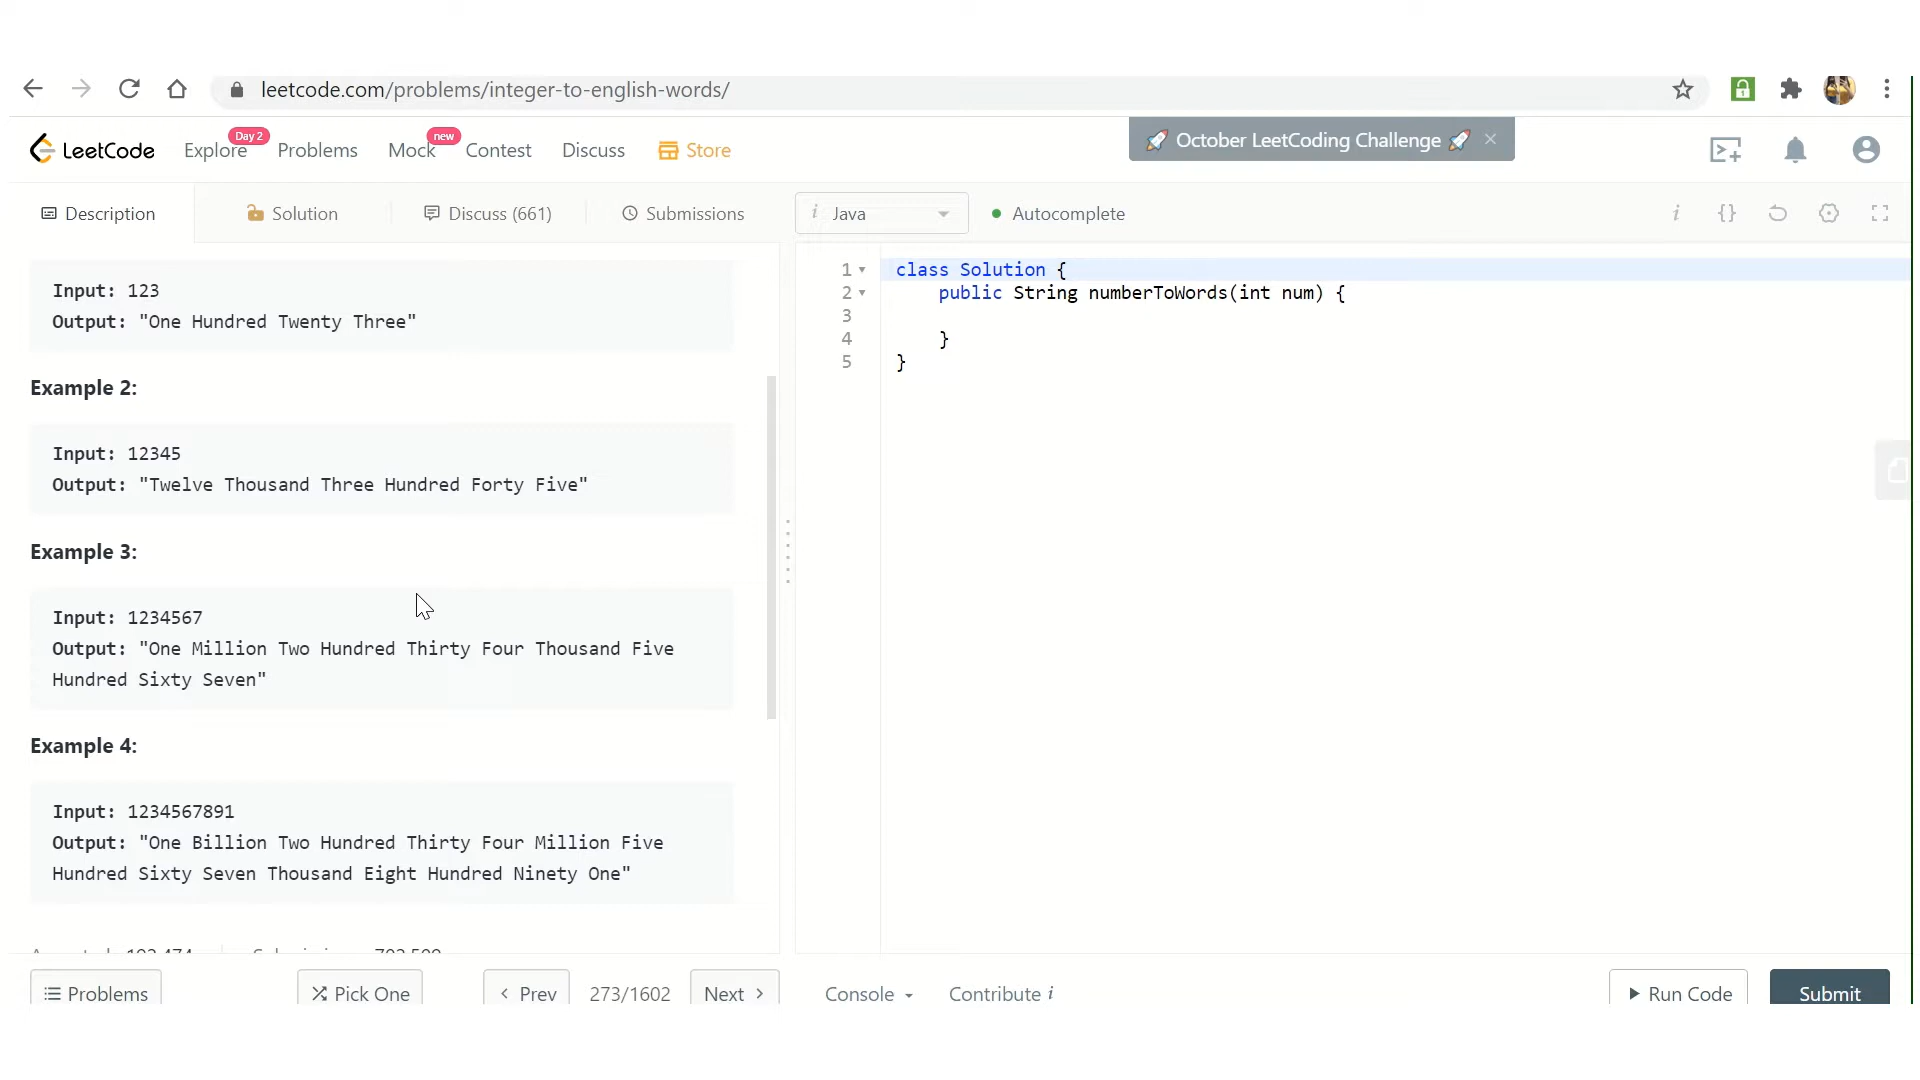 leetcode.com/problems/integer-to-english-words/
LeetCode Explore Day 2 Problems Mock new Contest Discuss Store
🚀 October LeetCoding Challenge 🚀 ×
Description Solution Discuss (661) Submissions
i Java Autocomplete
Input: 123
Output: "One Hundred Twenty Three"
Example 2:
Input: 12345
Output: "Twelve Thousand Three Hundred Forty Five"
Example 3:
Input: 1234567
Output: "One Million Two Hundred Thirty Four Thousand Five
Hundred Sixty Seven"
Example 4:
Input: 1234567891
Output: "One Billion Two Hundred Thirty Four Million Five
Hundred Sixty Seven Thousand Eight Hundred Ninety One"
1 class Solution {
2 public String numberToWords(int num) {
3
4 }
5 }
Problems Pick One < Prev 273/1602 Next > Console Contribute i Run Code Submit